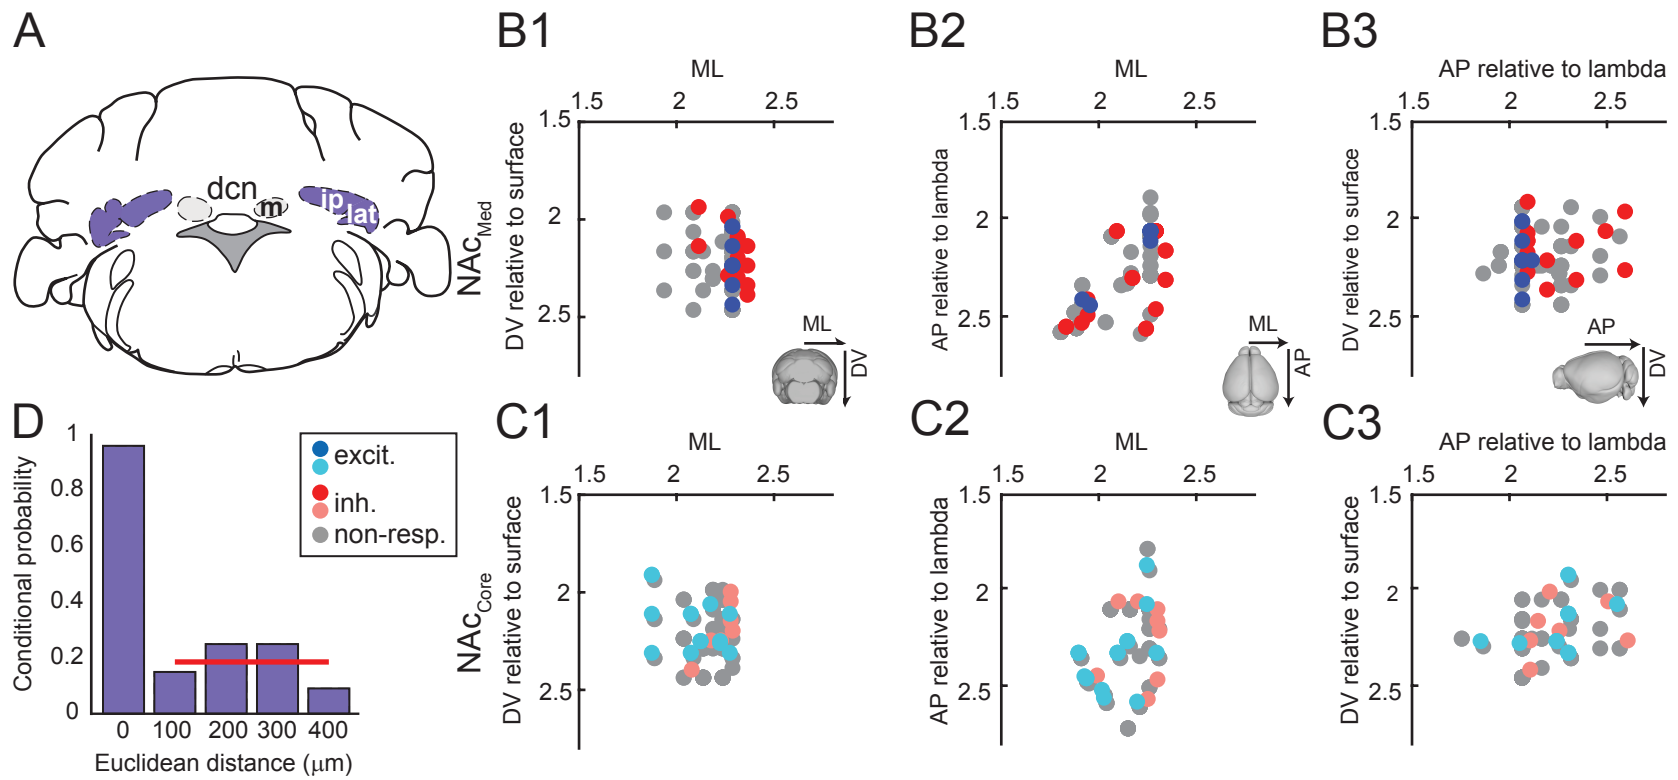 A
dcn
m
ip
lat
B1
ML
1.5
2
2.5
1.5
2
2.5
DV relative to surface
NAc Med
ML
DV
B2
ML
1.5
2
2.5
1.5
2
2.5
AP relative to lambda
ML
AP
B3
AP relative to lambda
1.5
2
2.5
1.5
2
2.5
DV relative to surface
AP
DV
D
1
0.8
0.6
0.4
0.2
0
Conditional probability
0
100
200
300
400
Euclidean distance (μm)
excit.
inh.
non-resp.
C1
ML
1.5
2
2.5
1.5
2
2.5
DV relative to surface
NAc Core
C2
ML
1.5
2
2.5
1.5
2
2.5
AP relative to lambda
C3
AP relative to lambda
1.5
2
2.5
1.5
2
2.5
DV relative to surface